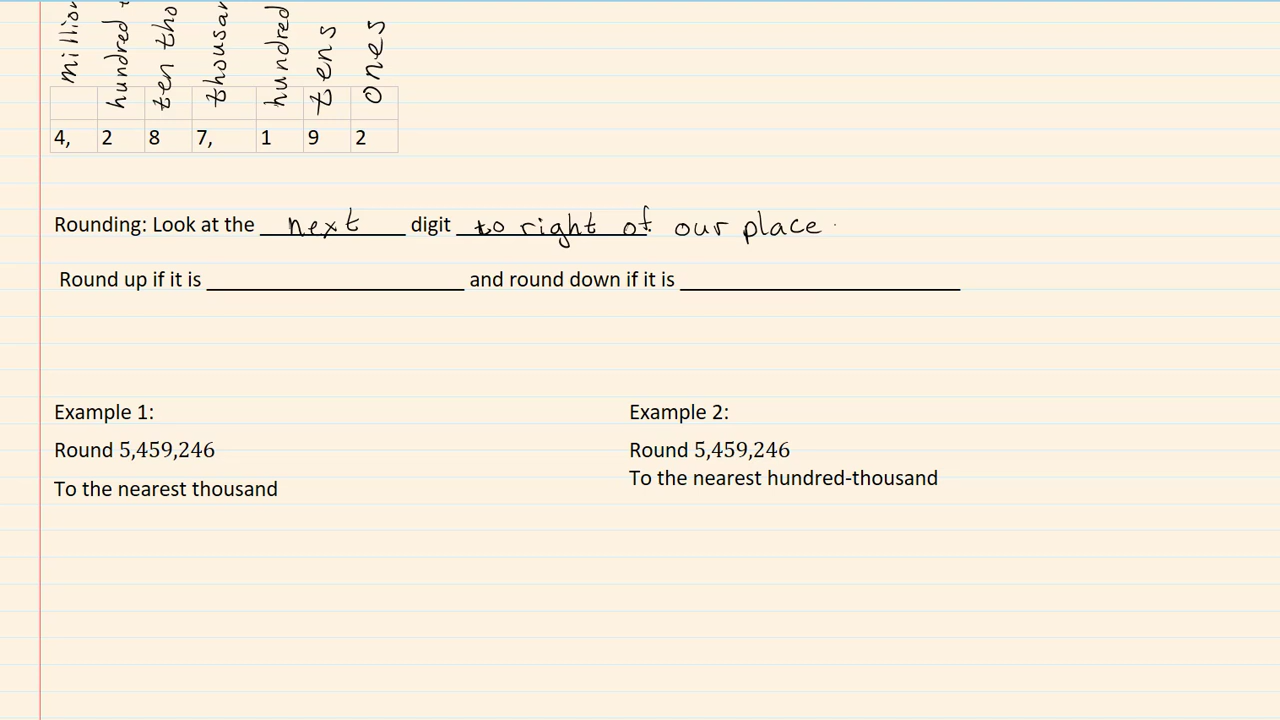 million hundred ten tho thousan hundred tens ones
4, 2 8 7, 1 9 2
Rounding: Look at the next digit to right of our place
Round up if it is ____________ and round down if it is ____________
Example 1: Example 2:
Round 5,459,246 Round 5,459,246
To the nearest thousand To the nearest hundred-thousand